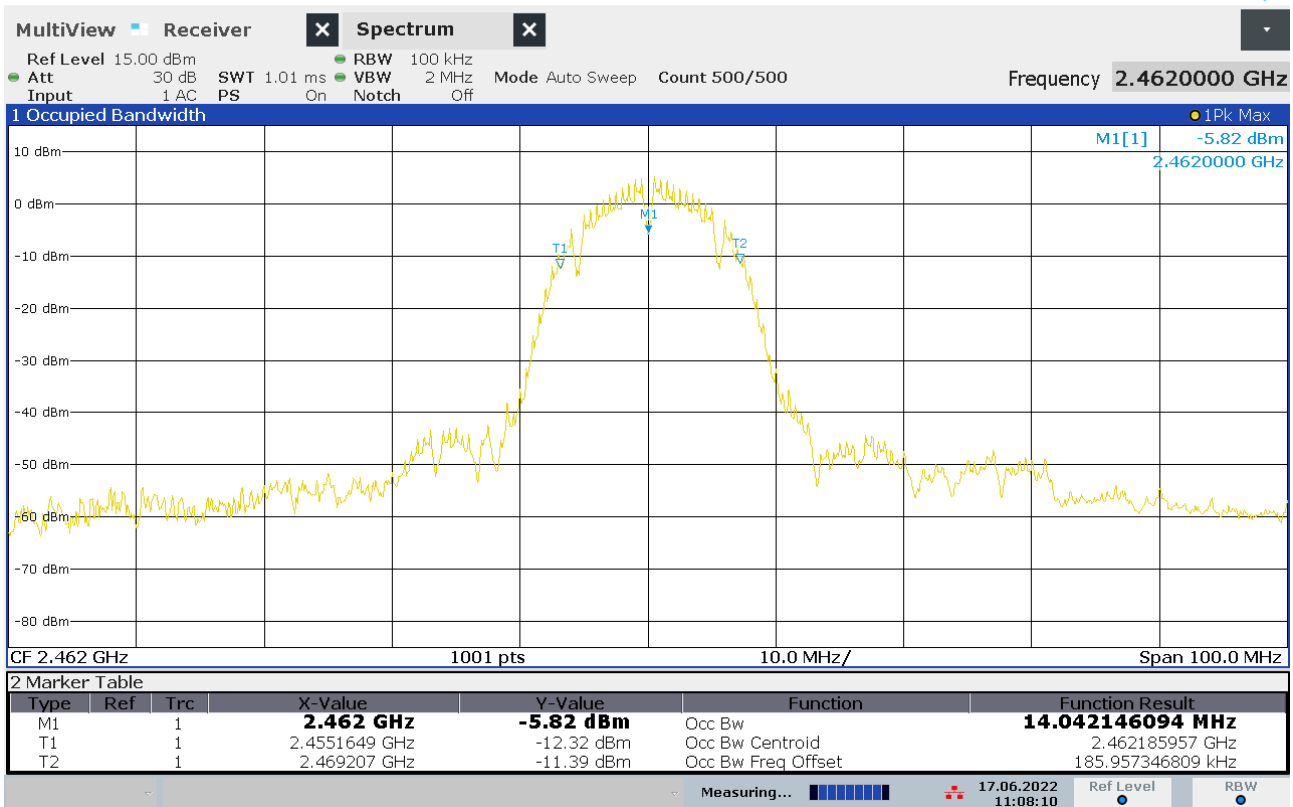 MultiView Receiver Spectrum
Ref Level 15.00 dBm RBW 100 kHz
Att 30 dB SWT 1.01 ms VBW 2 MHz Mode Auto Sweep Count 500/500 Frequency 2.4620000 GHz
Input 1 AC PS On Notch Off
1 Occupied Bandwidth 1Pk Max
M1[1] -5.82 dBm
2.4620000 GHz
10 dBm
0 dBm
M1
T1 T2
-10 dBm
-20 dBm
-30 dBm
-40 dBm
-50 dBm
-60 dBm
-70 dBm
-80 dBm
CF 2.462 GHz 1001 pts 10.0 MHz/ Span 100.0 MHz
2 Marker Table
Type Ref Trc X-Value Y-Value Function Function Result
M1 1 2.462 GHz -5.82 dBm Occ Bw 14.042146094 MHz
T1 1 2.4551649 GHz -12.32 dBm Occ Bw Centroid 2.462185957 GHz
T2 1 2.469207 GHz -11.39 dBm Occ Bw Freq Offset 185.957346809 kHz
Measuring... 17.06.2022 Ref Level RBW
11:08:10